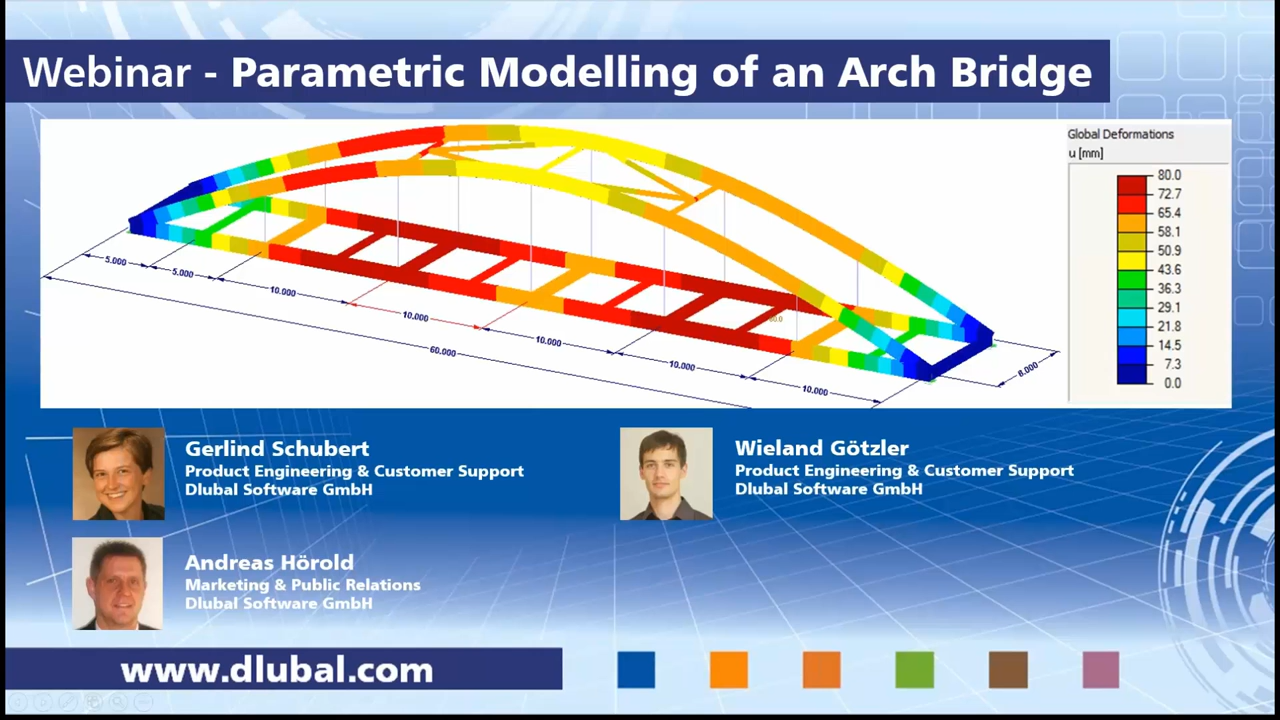 Webinar - Parametric Modelling of an Arch Bridge
Global Deformations
u [mm]
80.0
72.7
65.4
58.1
50.9
43.6
36.3
29.1
21.8
14.5
7.3
0.0
5.000
5.000
10.000
10.000
10.000
10.000
10.000
60.000
8.000
80.0
Gerlind Schubert
Product Engineering & Customer Support
Dlubal Software GmbH
Wieland Götzler
Product Engineering & Customer Support
Dlubal Software GmbH
Andreas Hörold
Marketing & Public Relations
Dlubal Software GmbH
www.dlubal.com